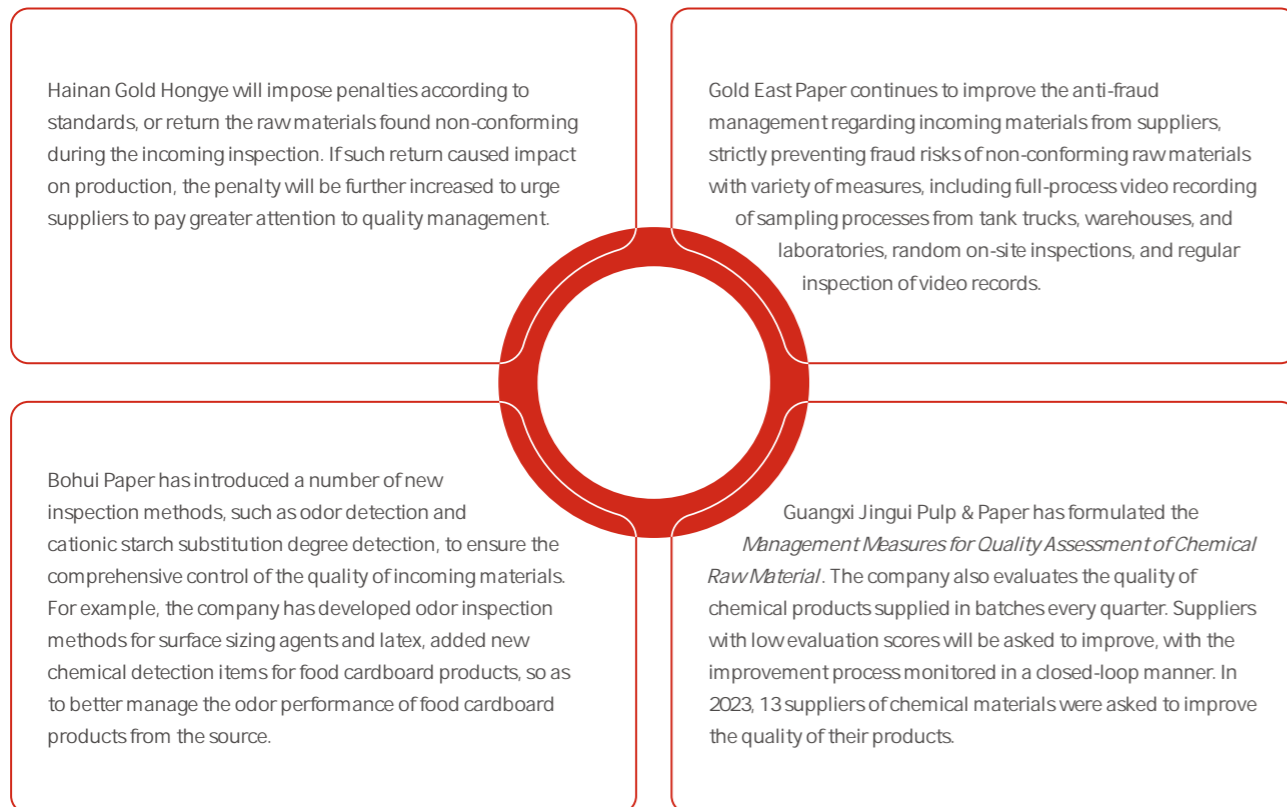 Hainan Gold Hongye will impose penalties according to
standards, or return the raw materials found non-conforming
during the incoming inspection. If such return caused impact
on production, the penalty will be further increased to urge
suppliers to pay greater attention to quality management.
Gold East Paper continues to improve the anti-fraud
management regarding incoming materials from suppliers,
strictly preventing fraud risks of non-conforming raw materials
with variety of measures, including full-process video recording
of sampling processes from tank trucks, warehouses, and
laboratories, random on-site inspections, and regular
inspection of video records.
Bohui Paper has introduced a number of new
inspection methods, such as odor detection and
cationic starch substitution degree detection, to ensure the
comprehensive control of the quality of incoming materials.
For example, the company has developed odor inspection
methods for surface sizing agents and latex, added new
chemical detection items for food cardboard products, so as
to better manage the odor performance of food cardboard
products from the source.
Guangxi Jingui Pulp & Paper has formulated the
Management Measures for Quality Assessment of Chemical
Raw Material. The company also evaluates the quality of
chemical products supplied in batches every quarter. Suppliers
with low evaluation scores will be asked to improve, with the
improvement process monitored in a closed-loop manner. In
2023, 13 suppliers of chemical materials were asked to improve
the quality of their products.